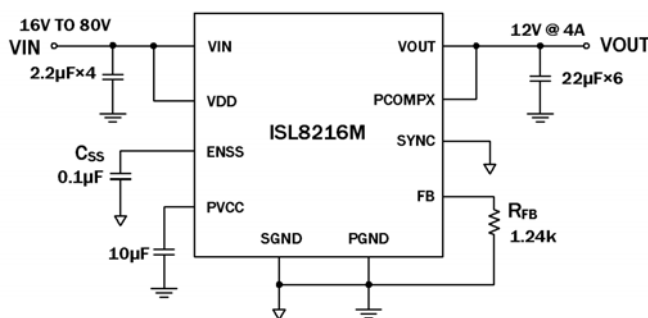 16V TO 80V
VIN
2.2µF×4
VIN
VDD
ENSS
PVCC
ISL8216M
SGND
PGND
VOUT
PCOMPX
SYNC
FB
12V @ 4A
VOUT
22µF×6
CSS
0.1µF
10µF
RFB
1.24k